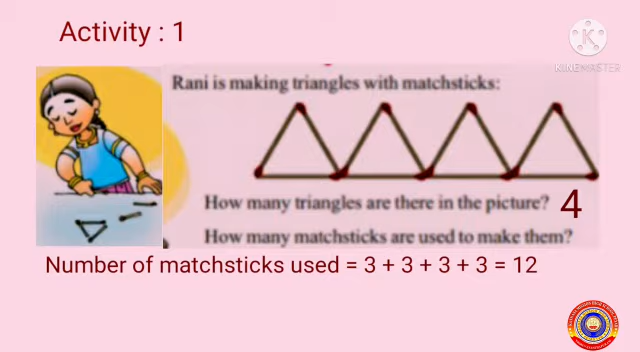 Activity : 1
KINEMASTER
Rani is making triangles with matchsticks:
How many triangles are there in the picture? 4
How many matchsticks are used to make them?
Number of matchsticks used = 3 + 3 + 3 + 3 = 12